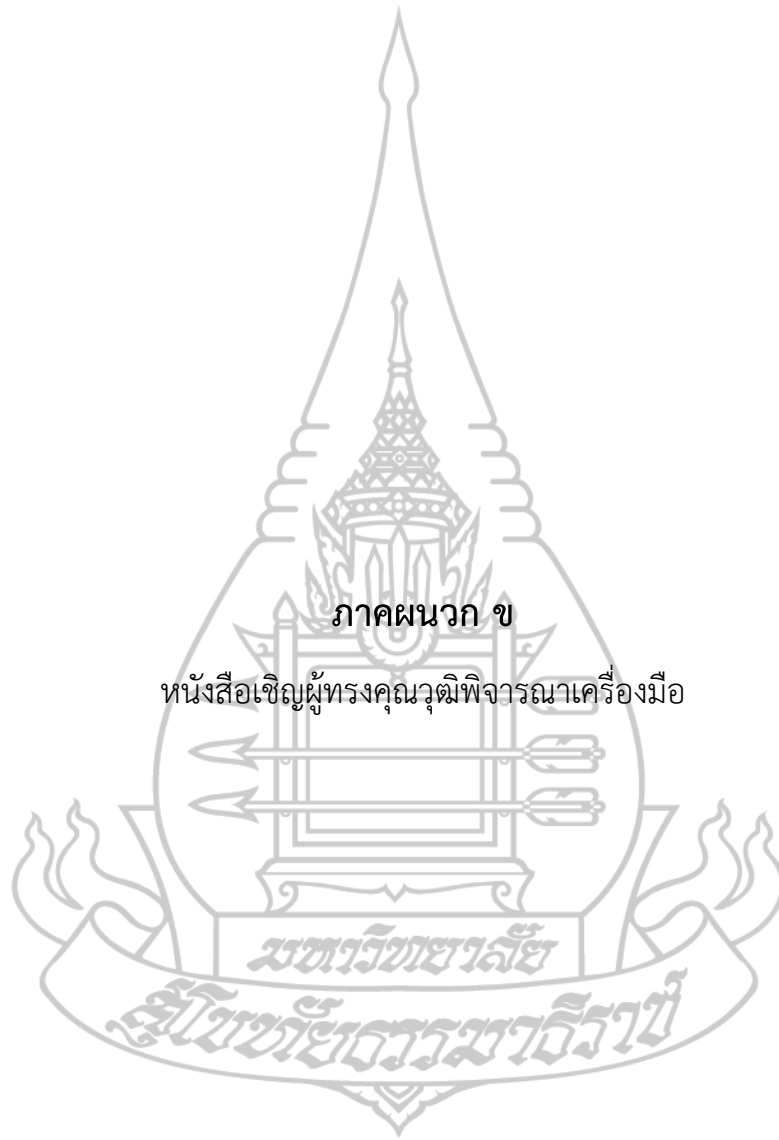 ภาคผนวก ข
หนังสือเชิญผู้ทรงคุณวุฒิพิจารณาเครื่องมือ
มหาวิทยาลัย
สุโขทัยธรรมาธิราช